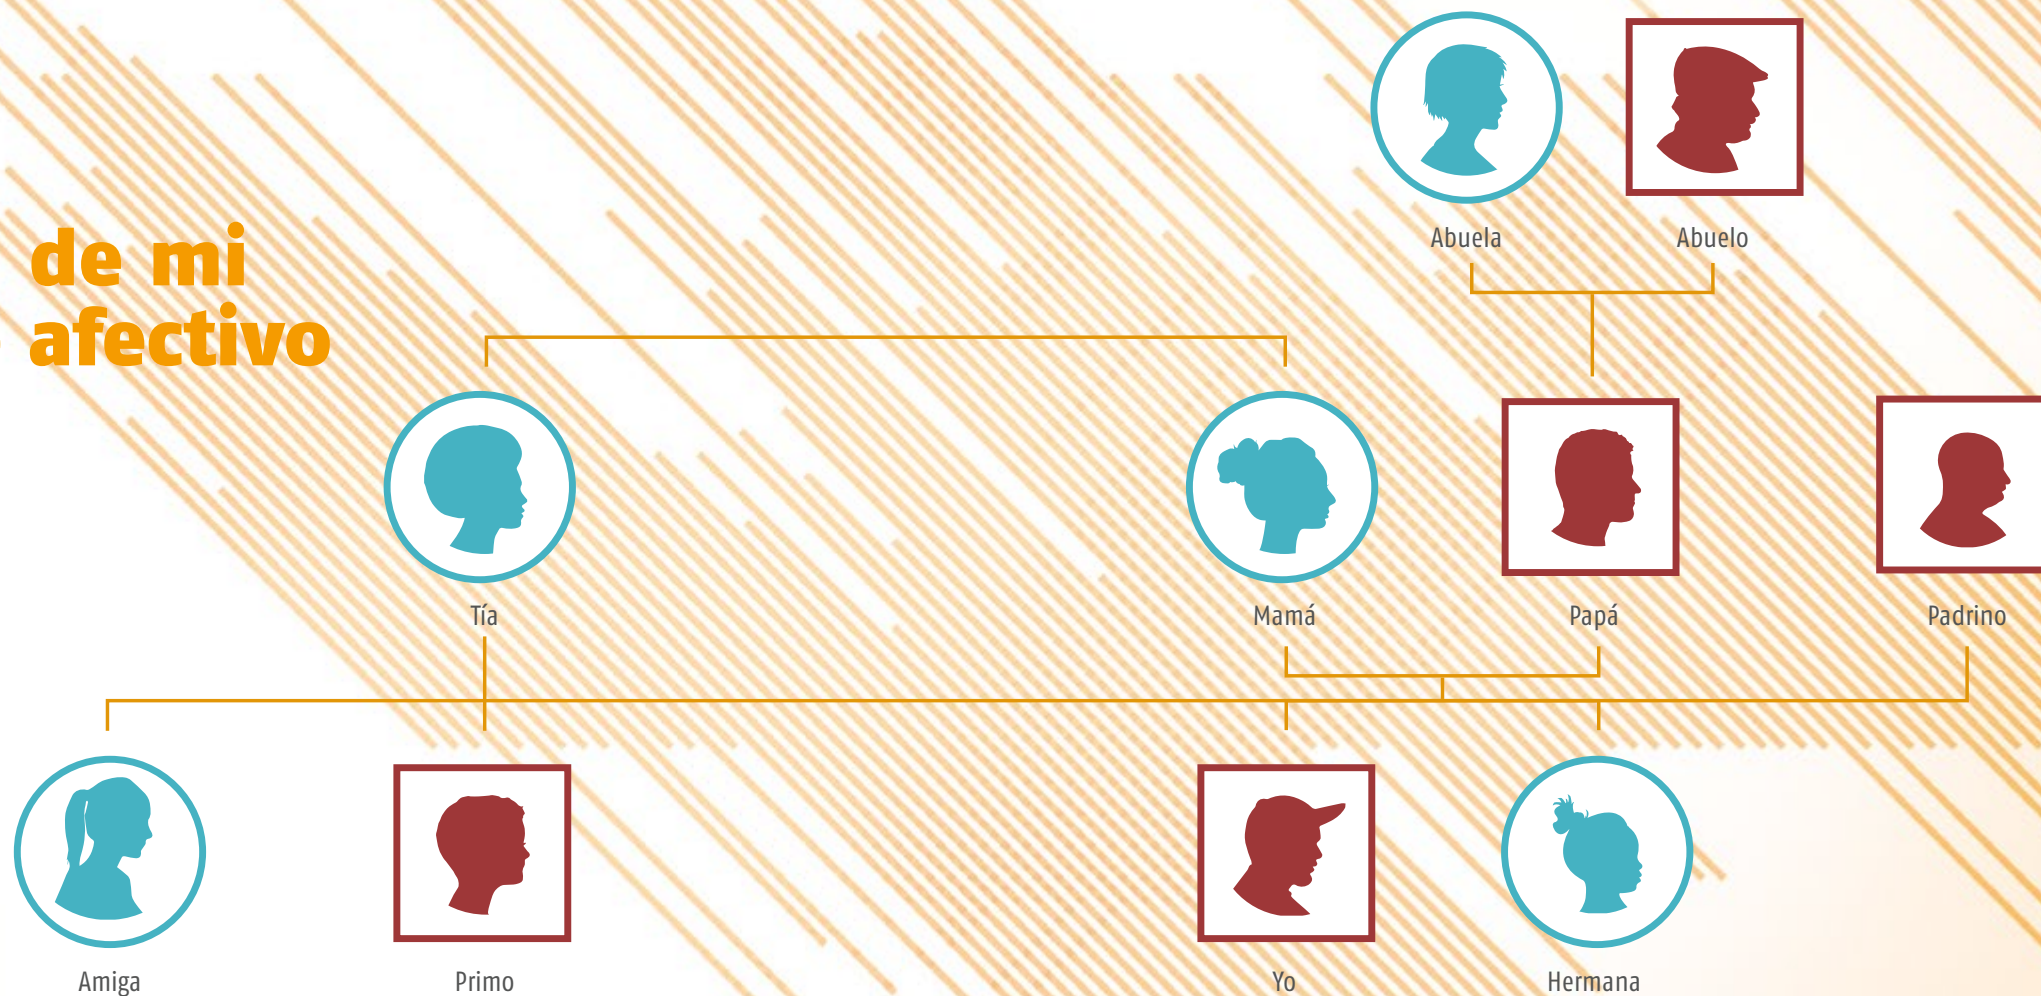 de mi
afectivo
Abuela
Abuelo
Tía
Mamá
Papá
Padrino
Amiga
Primo
Yo
Hermana